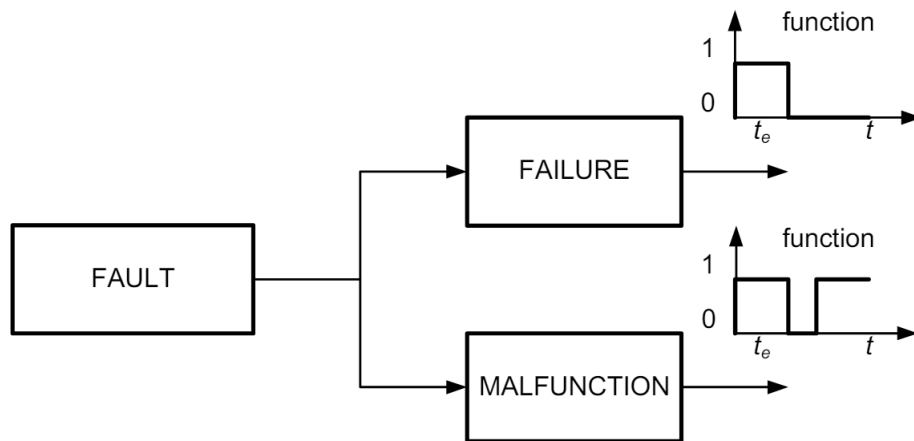 function
1
0
t_e t
FAILURE
FAULT
function
1
0
t_e t
MALFUNCTION